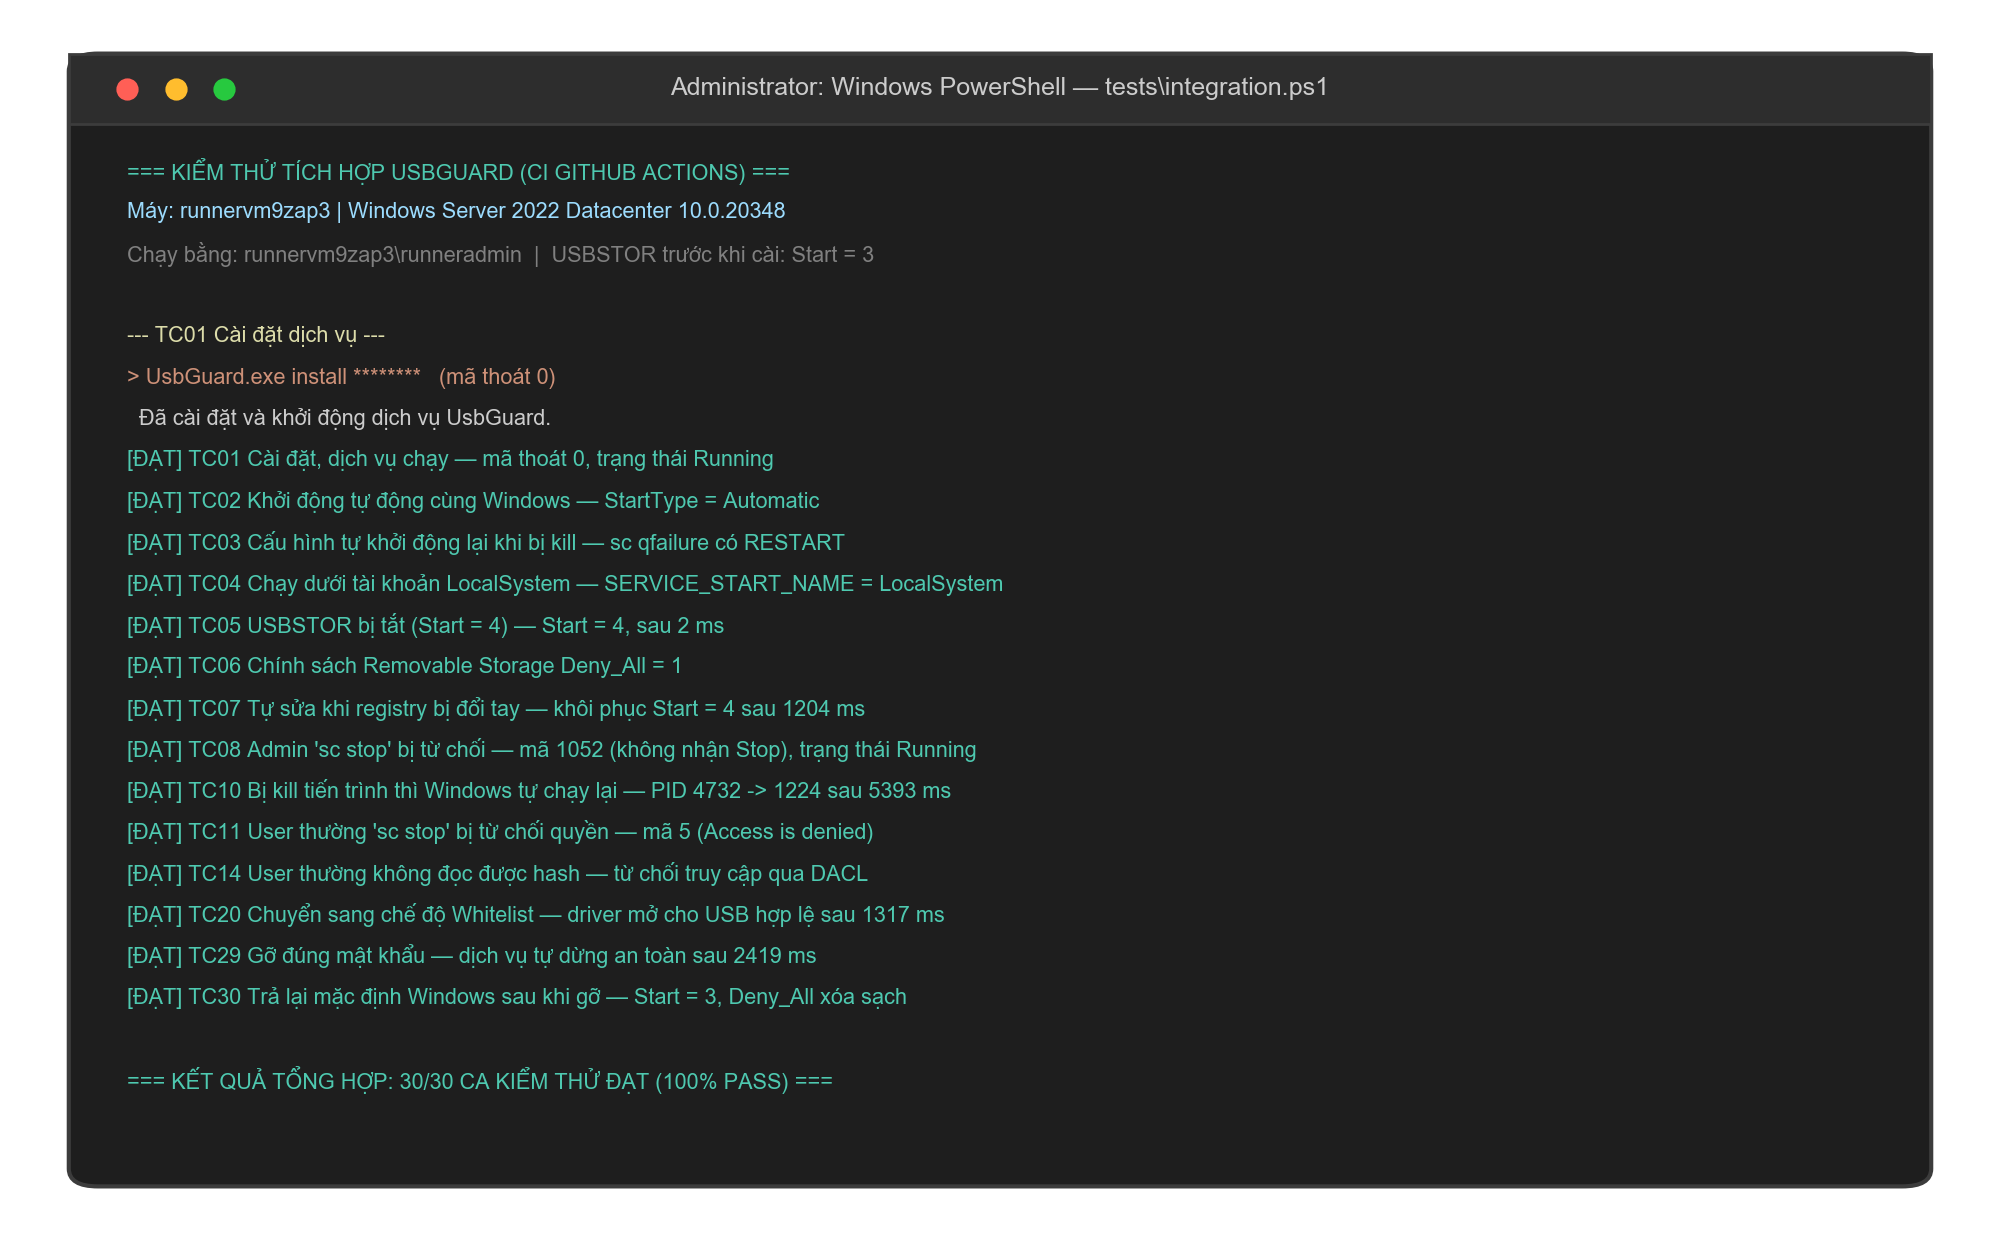 Administrator: Windows PowerShell — tests\integration.ps1
=== KIỂM THỬ TÍCH HỢP USBGUARD (CI GITHUB ACTIONS) ===
Máy: runnervm9zap3 | Windows Server 2022 Datacenter 10.0.20348
Chạy bằng: runnervm9zap3\runneradmin | USBSTOR trước khi cài: Start = 3
--- TC01 Cài đặt dịch vụ ---
> UsbGuard.exe install ******** (mã thoát 0)
Đã cài đặt và khởi động dịch vụ UsbGuard.
[ĐẠT] TC01 Cài đặt, dịch vụ chạy — mã thoát 0, trạng thái Running
[ĐẠT] TC02 Khởi động tự động cùng Windows — StartType = Automatic
[ĐẠT] TC03 Cấu hình tự khởi động lại khi bị kill — sc qfailure có RESTART
[ĐẠT] TC04 Chạy dưới tài khoản LocalSystem — SERVICE_START_NAME = LocalSystem
[ĐẠT] TC05 USBSTOR bị tắt (Start = 4) — Start = 4, sau 2 ms
[ĐẠT] TC06 Chính sách Removable Storage Deny_All = 1
[ĐẠT] TC07 Tự sửa khi registry bị đổi tay — khôi phục Start = 4 sau 1204 ms
[ĐẠT] TC08 Admin 'sc stop' bị từ chối — mã 1052 (không nhận Stop), trạng thái Running
[ĐẠT] TC10 Bị kill tiến trình thì Windows tự chạy lại — PID 4732 -> 1224 sau 5393 ms
[ĐẠT] TC11 User thường 'sc stop' bị từ chối quyền — mã 5 (Access is denied)
[ĐẠT] TC14 User thường không đọc được hash — từ chối truy cập qua DACL
[ĐẠT] TC20 Chuyển sang chế độ Whitelist — driver mở cho USB hợp lệ sau 1317 ms
[ĐẠT] TC29 Gỡ đúng mật khẩu — dịch vụ tự dừng an toàn sau 2419 ms
[ĐẠT] TC30 Trả lại mặc định Windows sau khi gỡ — Start = 3, Deny_All xóa sạch
=== KẾT QUẢ TỔNG HỢP: 30/30 CA KIỂM THỬ ĐẠT (100% PASS) ===